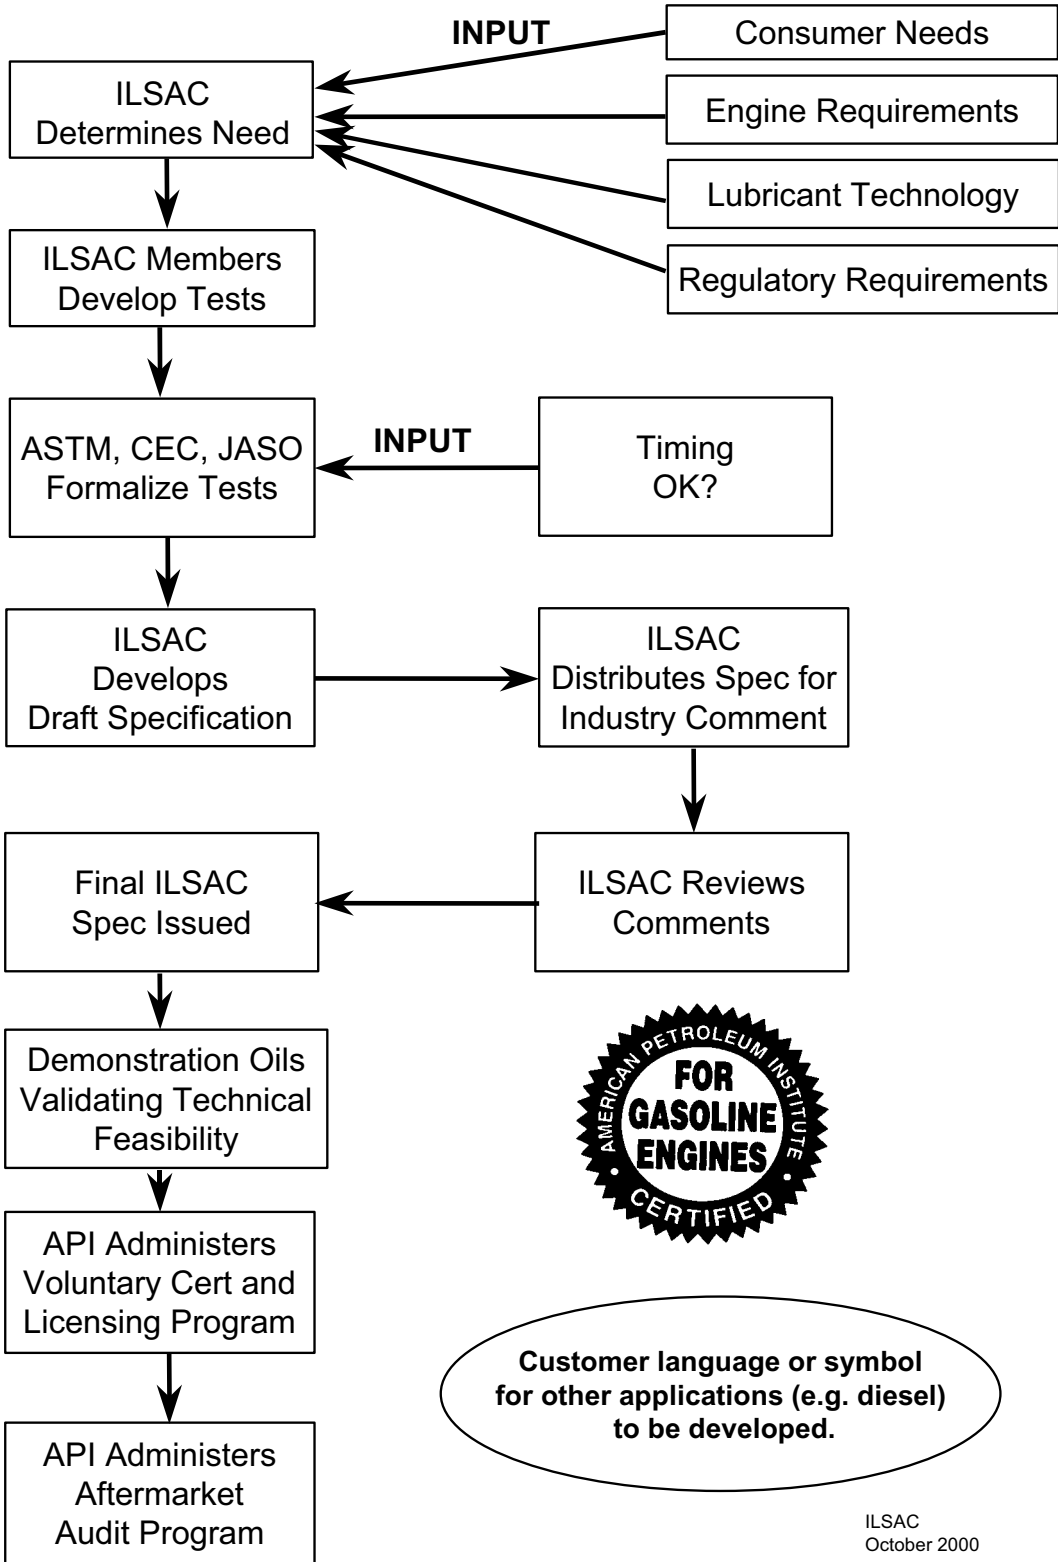 INPUT
Consumer Needs
ILSAC
Determines Need
Engine Requirements
Lubricant Technology
Regulatory Requirements
ILSAC Members
Develop Tests
ASTM, CEC, JASO
Formalize Tests
INPUT
Timing
OK?
ILSAC
Develops
Draft Specification
ILSAC
Distributes Spec for
Industry Comment
ILSAC Reviews
Comments
Final ILSAC
Spec Issued
Demonstration Oils
Validating Technical
Feasibility
AMERICAN PETROLEUM INSTITUTE
FOR
GASOLINE
ENGINES
• CERTIFIED •
API Administers
Voluntary Cert and
Licensing Program
Customer language or symbol
for other applications (e.g. diesel)
to be developed.
API Administers
Aftermarket
Audit Program
ILSAC
October 2000